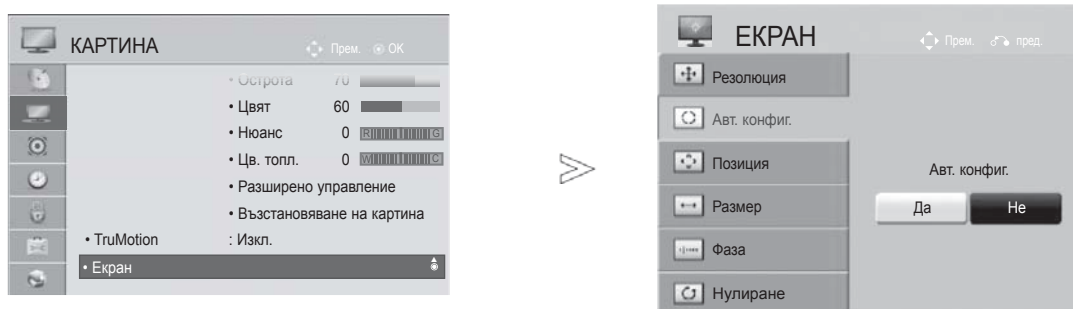 КАРТИНА
Прем. OK
• Острота 70
• Цвят 60
• Нюанс 0 R G
• Цв. топл. 0 W C
• Разширено управление
• Възстановяване на картина
• TruMotion : Изкл.
• Екран
ЕКРАН
Прем. пред.
Резолюция
Авт. конфиг.
Позиция
Размер
Фаза
Нулиране
Авт. конфиг.
Да Не